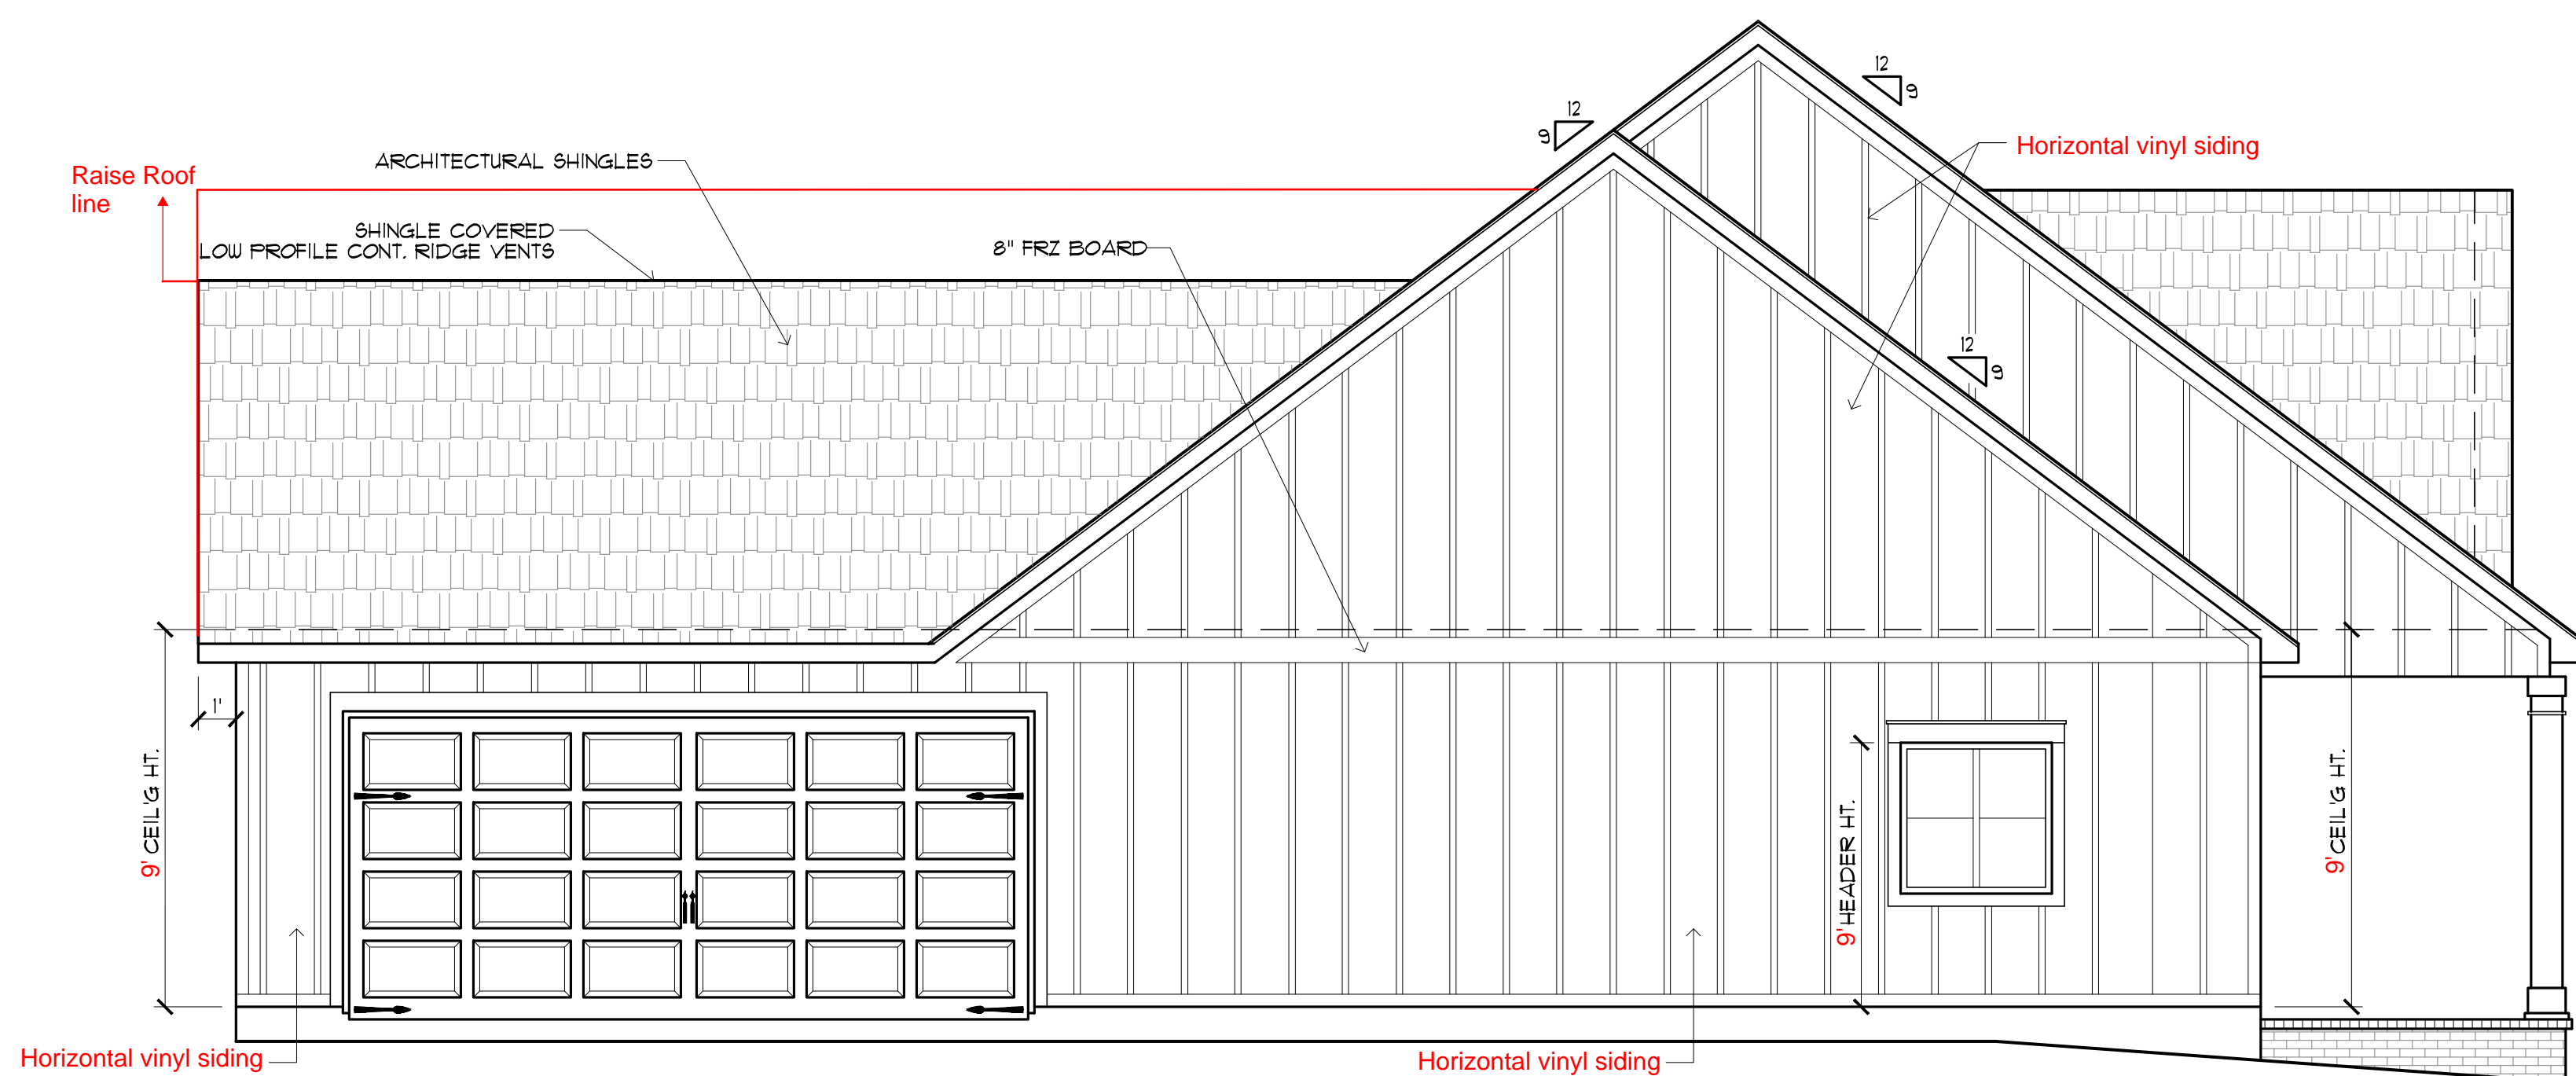 12
9
12
9
Horizontal vinyl siding
ARCHITECTURAL SHINGLES
Raise Roof
line
SHINGLE COVERED
LOW PROFILE CONT. RIDGE VENTS
8" FRZ BOARD
12
9
1'
9' CEIL'G HT.
9' HEADER HT.
9' CEIL'G HT.
Horizontal vinyl siding
Horizontal vinyl siding